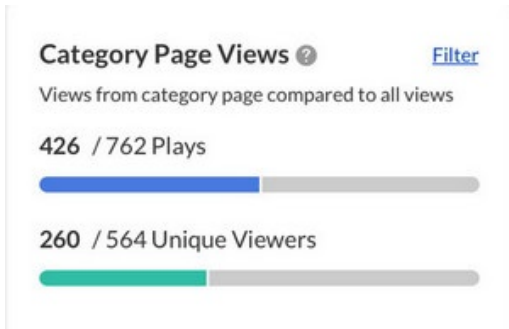 Category Page Views ? Filter
Views from category page compared to all views
426 / 762 Plays
260 / 564 Unique Viewers